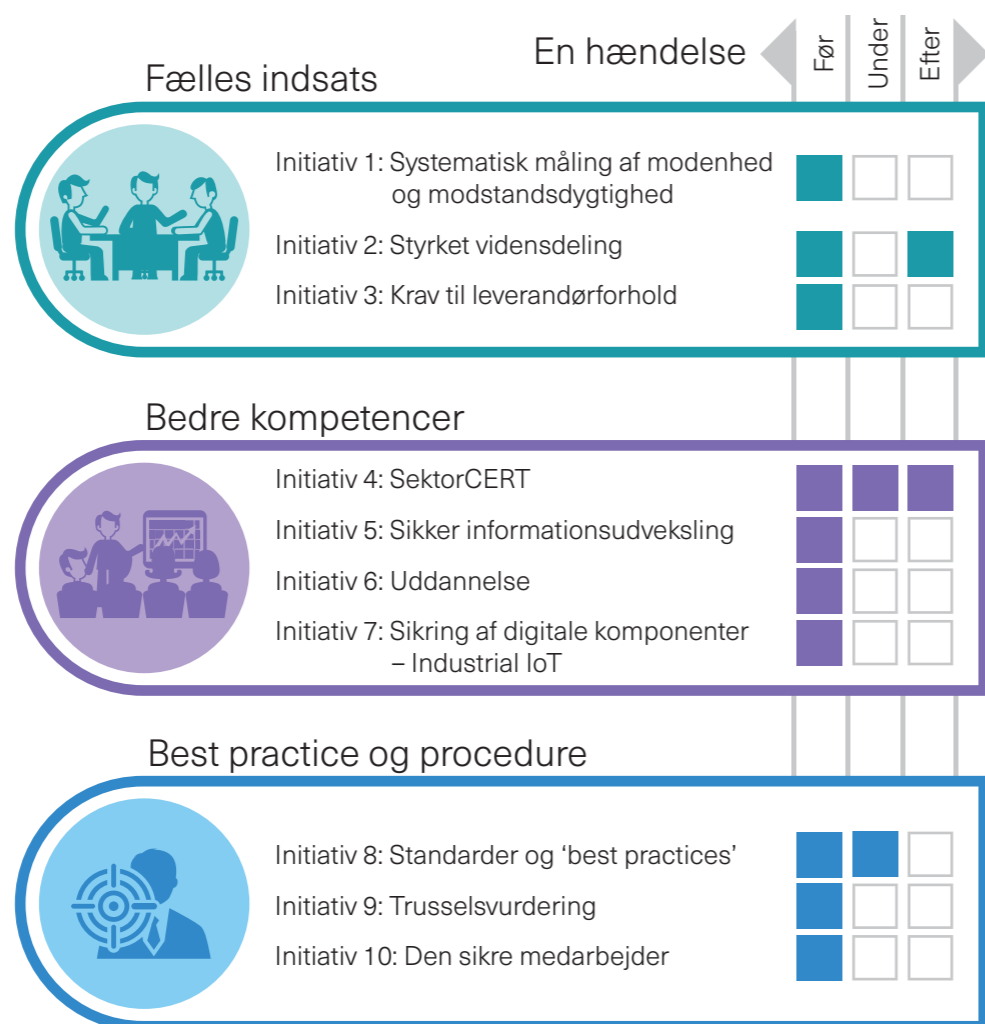 En hændelse
Før
Under
Efter
Fælles indsats
Initiativ 1: Systematisk måling af modenhed
og modstandsdygtighed
Initiativ 2: Styrket vidensdeling
Initiativ 3: Krav til leverandørforhold
Bedre kompetencer
Initiativ 4: SektorCERT
Initiativ 5: Sikker informationsudveksling
Initiativ 6: Uddannelse
Initiativ 7: Sikring af digitale komponenter
– Industrial IoT
Best practice og procedure
Initiativ 8: Standarder og ‘best practices’
Initiativ 9: Trusselsvurdering
Initiativ 10: Den sikre medarbejder